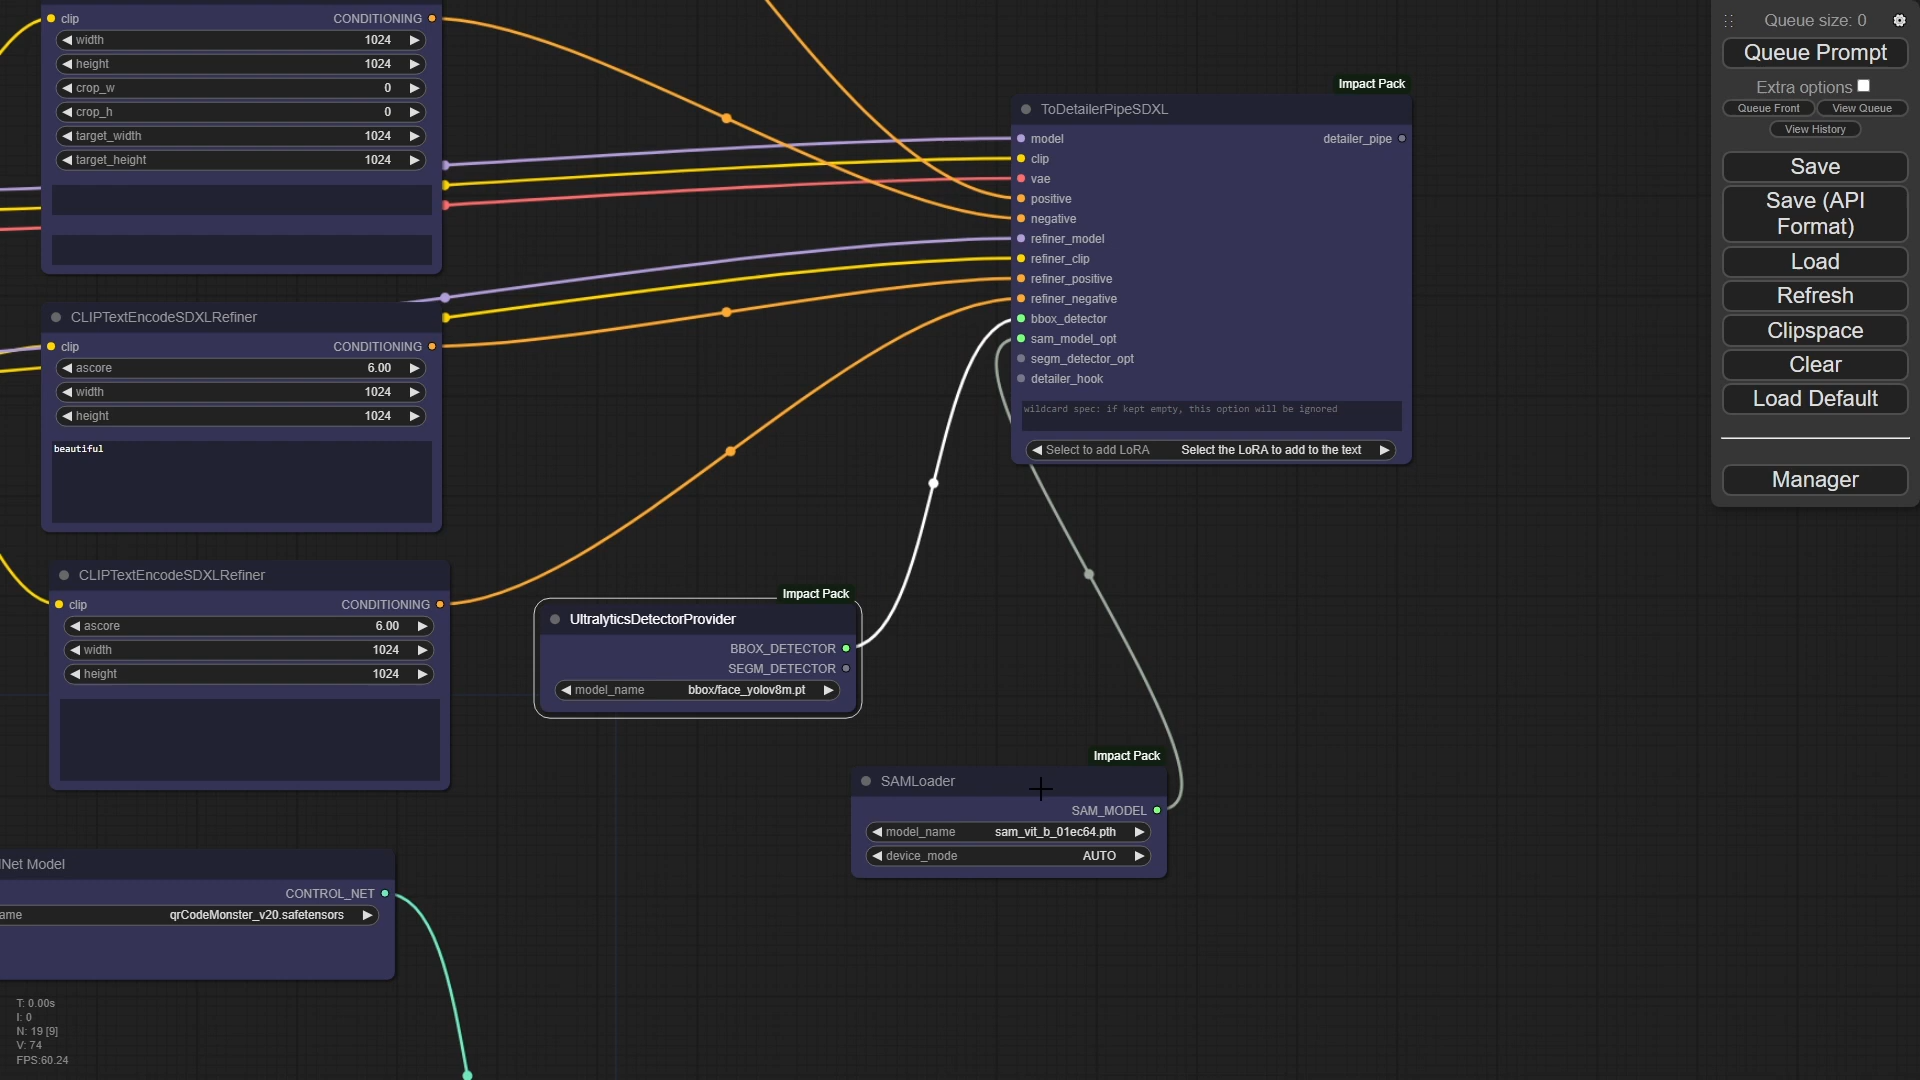 clip CONDITIONING
width 1024
height 1024
crop_w 0
crop_h 0
target_width 1024
target_height 1024
CLIPTextEncodeSDXLRefiner
clip CONDITIONING
ascore 6.00
width 1024
height 1024
beautiful
CLIPTextEncodeSDXLRefiner
clip CONDITIONING
ascore 6.00
width 1024
height 1024
Net Model
CONTROL_NET
ame qrCodeMonster_v20.safetensors
T: 0.00s
I: 0
N: 19 [9]
V: 74
FPS:60.24
Impact Pack
UltralyticsDetectorProvider
BBOX_DETECTOR
SEGM_DETECTOR
model_name bbox/face_yolov8m.pt
Impact Pack
SAMLoader
SAM_MODEL
model_name sam_vit_b_01ec64.pth
device_mode AUTO
Impact Pack
ToDetailerPipeSDXL
model detailer_pipe
clip
vae
positive
negative
refiner_model
refiner_clip
refiner_positive
refiner_negative
bbox_detector
sam_model_opt
segm_detector_opt
detailer_hook
wildcard spec: if kept empty, this option will be ignored
Select to add LoRA Select the LoRA to add to the text
Queue size: 0
Queue Prompt
Extra options
Queue Front View Queue
View History
Save
Save (API
Format)
Load
Refresh
Clipspace
Clear
Load Default
Manager